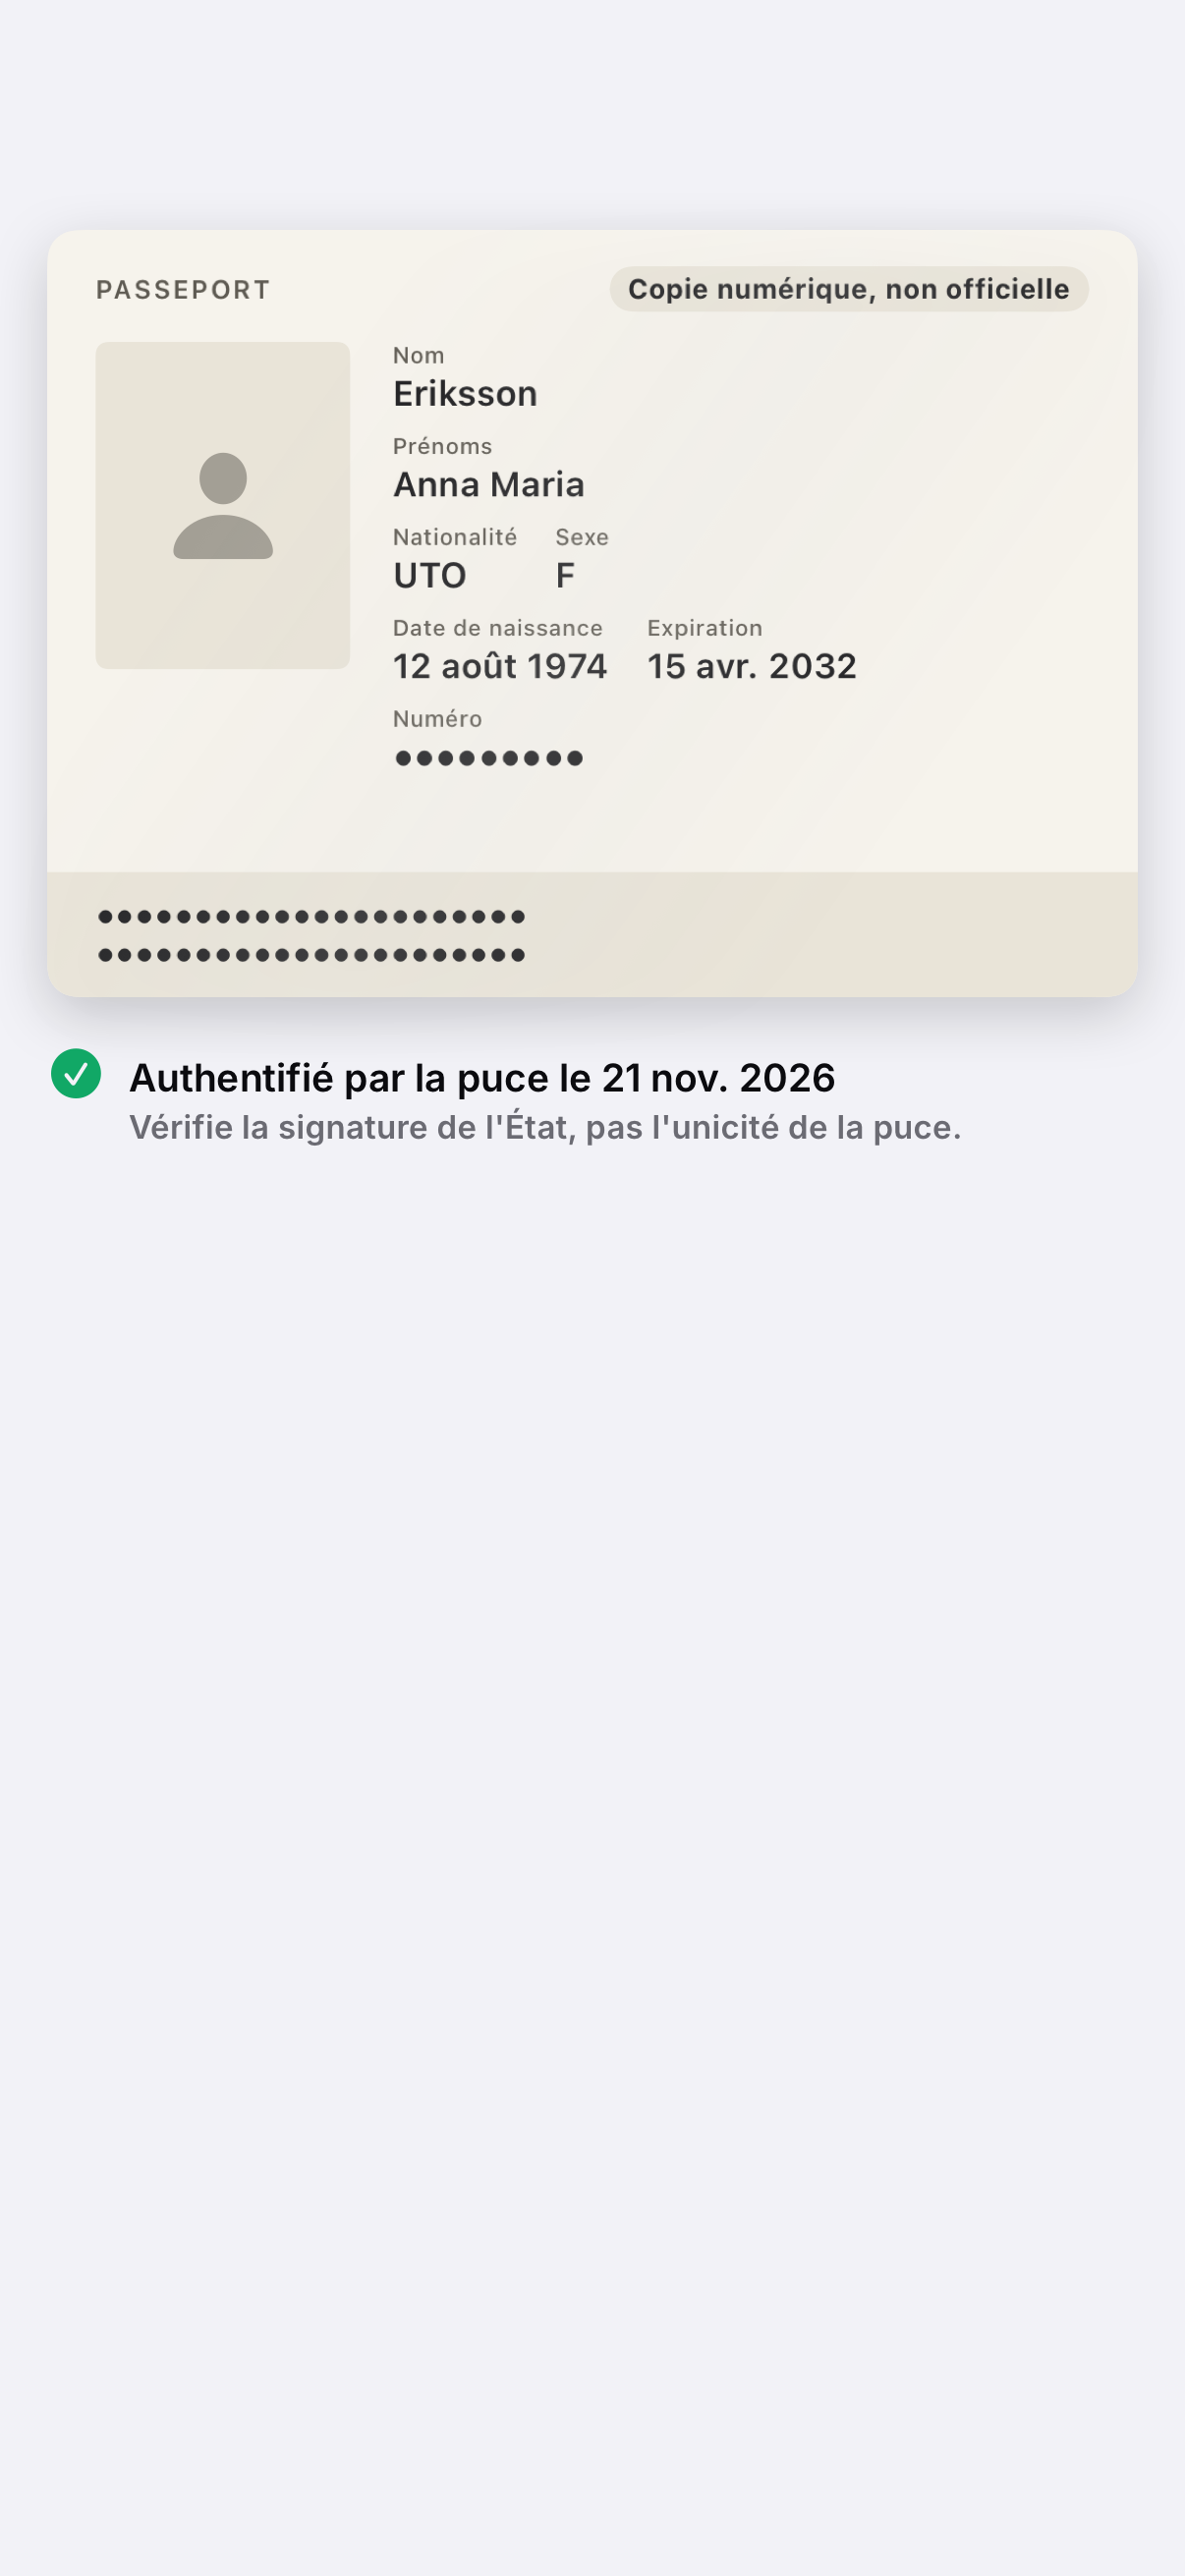 PASSEPORT
Copie numérique, non officielle
Nom
Eriksson
Prénoms
Anna Maria
Nationalité Sexe
UTO F
Date de naissance Expiration
12 août 1974 15 avr. 2032
Numéro
●●●●●●●●●
●●●●●●●●●●●●●●●●●●●●●●
●●●●●●●●●●●●●●●●●●●●●●
Authentifié par la puce le 21 nov. 2026
Vérifie la signature de l'État, pas l'unicité de la puce.